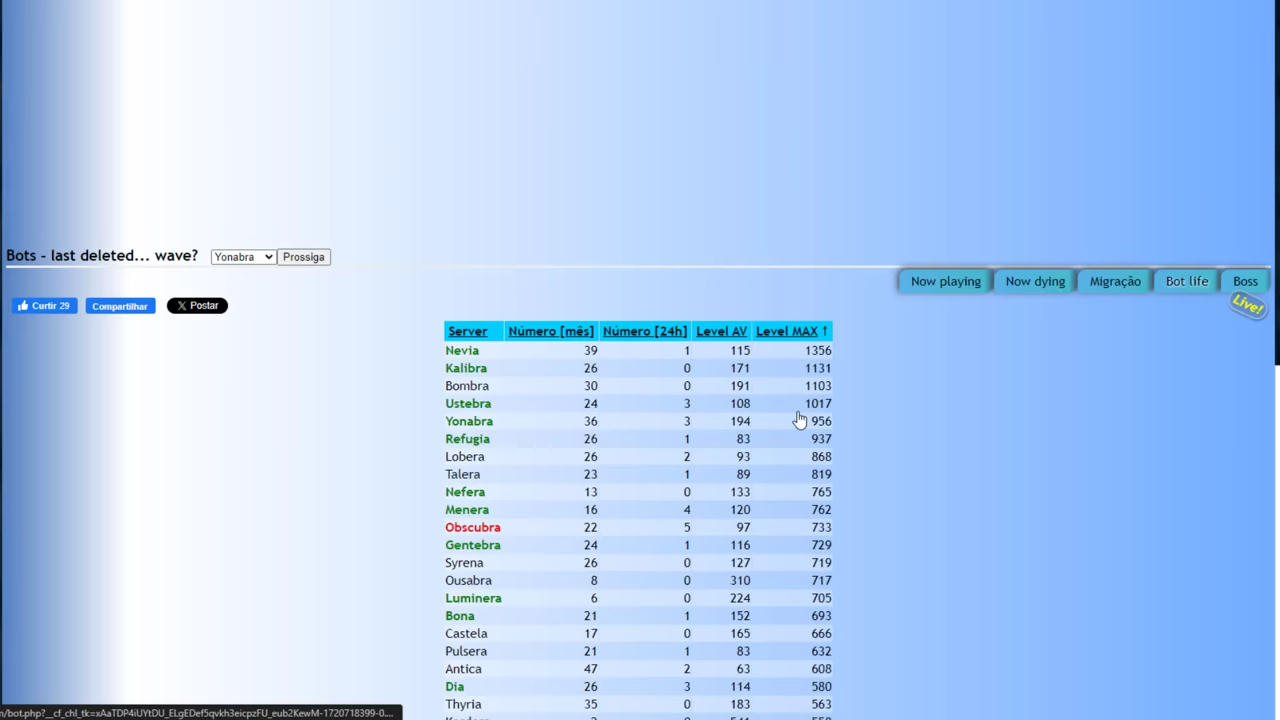 Bots - last deleted... wave? Yonabra Prossiga
Now playing Now dying Migração Bot life Boss
Live!
Curtir 29 Compartilhar Postar
Server Número [mês] Número [24h] Level AV Level MAX ↑
Nevia 39 1 115 1356
Kalibra 26 0 171 1131
Bombra 30 0 191 1103
Ustebra 24 3 108 1017
Yonabra 36 3 194 956
Refugia 26 1 83 937
Lobera 26 2 93 868
Talera 23 1 89 819
Nefera 13 0 133 765
Menera 16 4 120 762
Obscubra 22 5 97 733
Gentebra 24 1 116 729
Syrena 26 0 127 719
Ousabra 8 0 310 717
Luminera 6 0 224 705
Bona 21 1 152 693
Castela 17 0 165 666
Pulsera 21 1 83 632
Antica 47 2 63 608
Dia 26 3 114 580
Thyria 35 0 183 563